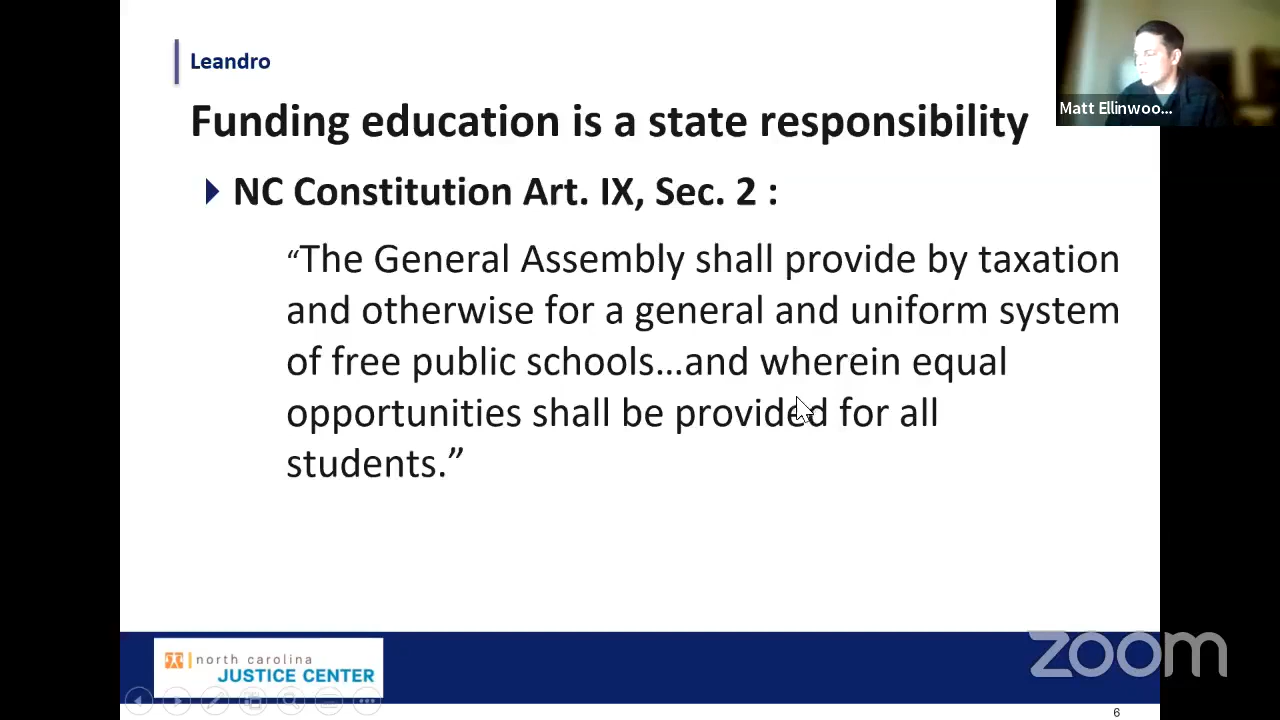 Leandro
Matt Ellinwoo...
Funding education is a state responsibility
NC Constitution Art. IX, Sec. 2 :
“The General Assembly shall provide by taxation
and otherwise for a general and uniform system
of free public schools…and wherein equal
opportunities shall be provided for all
students.”
north carolina
JUSTICE CENTER
zoom
6